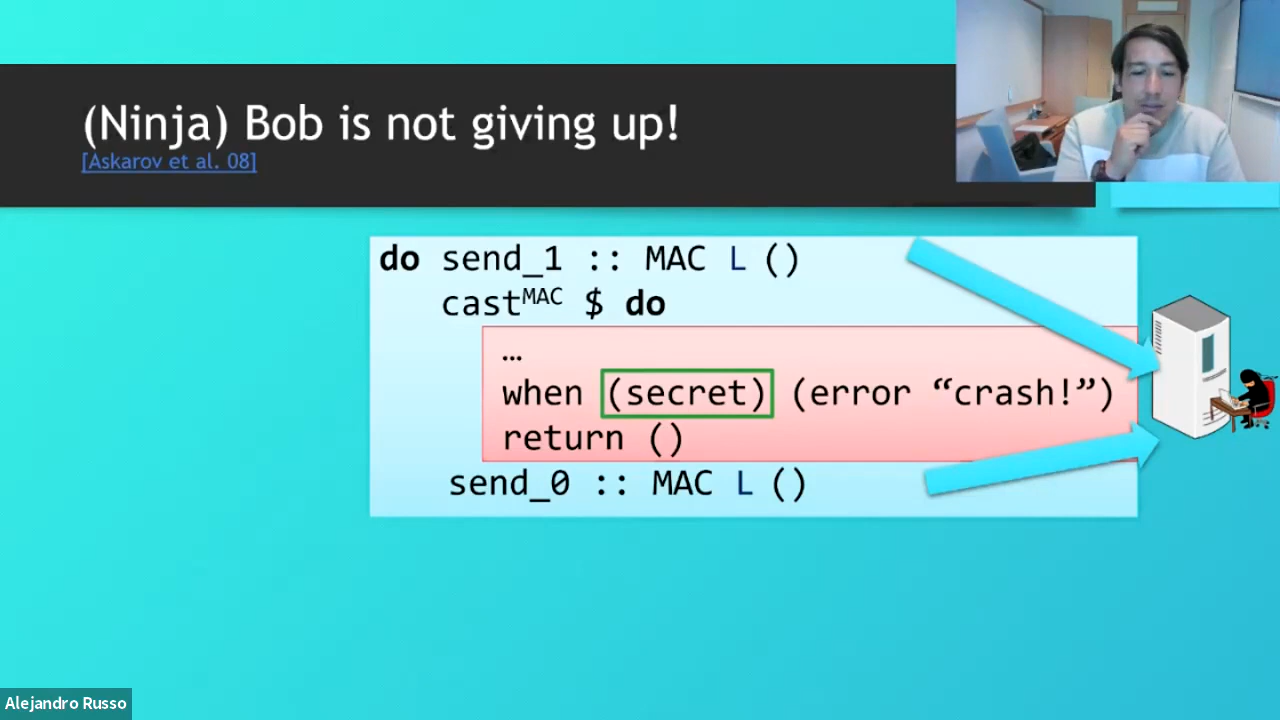 (Ninja) Bob is not giving up!
[Askarov et al. 08]
do send_1 :: MAC L ()
cast^MAC $ do
…
when (secret) (error “crash!”)
return ()
send_0 :: MAC L ()
Alejandro Russo